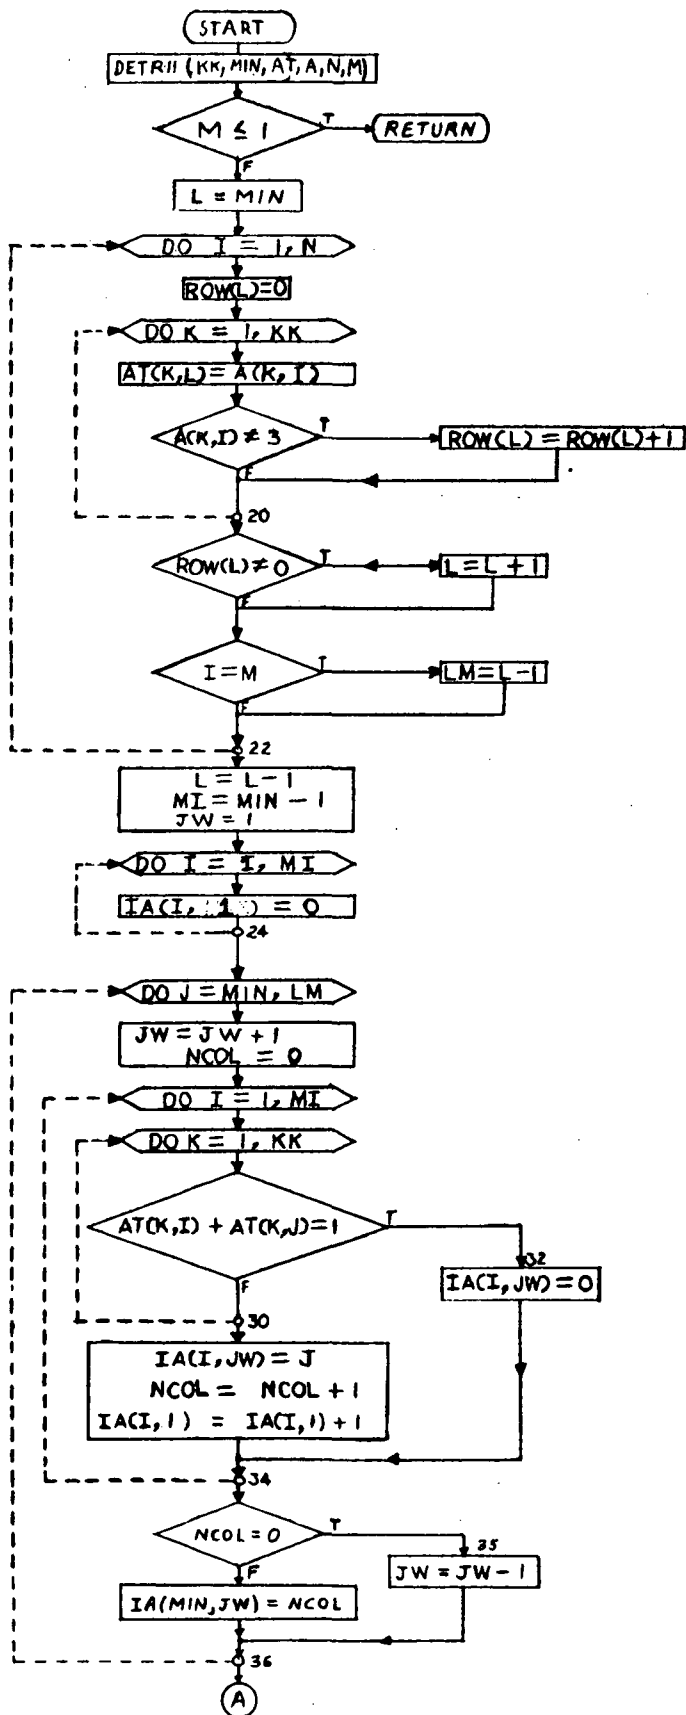 START
DETRII (KK, MIN, AT, A, N, M)
M ≤ 1
T
RETURN
F
L = MIN
DO I = 1, N
ROW(L)=0
DO K = 1, KK
AT(K,L)= A(K, I)
A(K,I) ≠ 3
T
ROW(L) = ROW(L)+1
F
20
ROW(L) ≠ 0
T
L = L + 1
F
I = M
T
LM = L - 1
F
22
L = L - 1
MI = MIN - 1
JW = 1
DO I = 1, MI
IA(I, 1) = 0
24
DO J = MIN, LM
JW = JW + 1
NCOL = 0
DO I = 1, MI
DO K = 1, KK
AT(K,I) + AT(K,J)=1
T
32
IA(I, JW) = 0
F
30
IA(I, JW) = J
NCOL = NCOL + 1
IA(I, 1) = IA(I, 1) + 1
34
NCOL = 0
T
35
JW = JW - 1
F
IA(MIN, JW) = NCOL
36
A